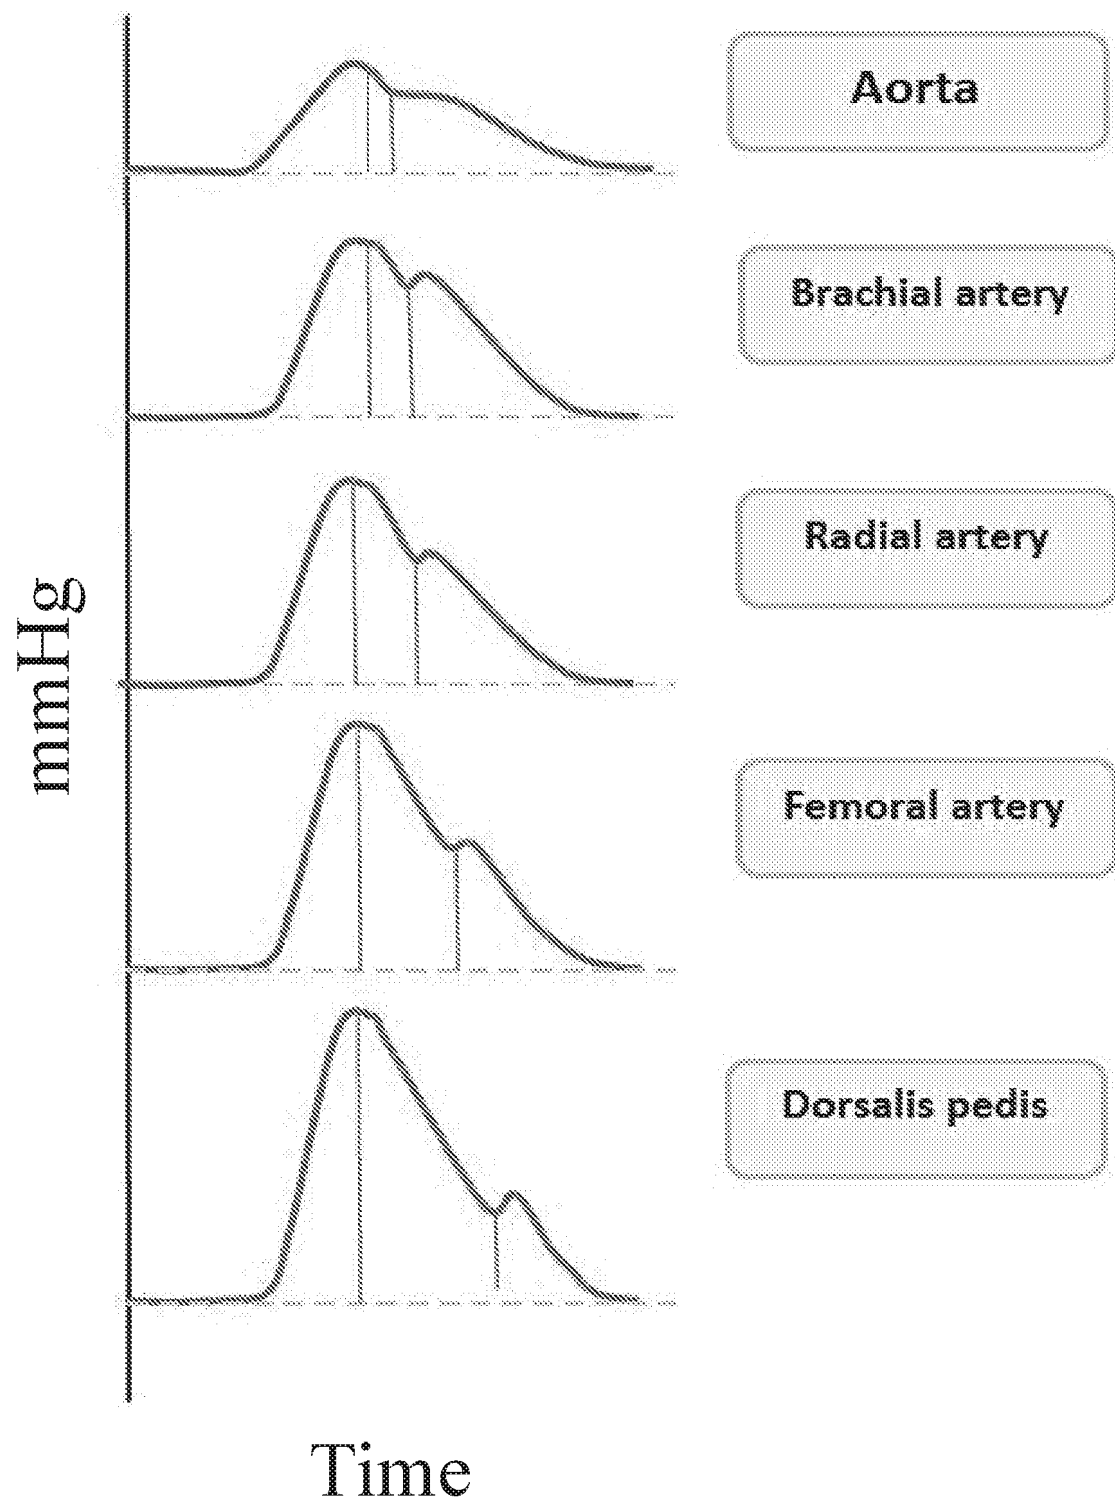 Aorta
Brachial artery
Radial artery
mmHg
Femoral artery
Dorsalis pedis
Time